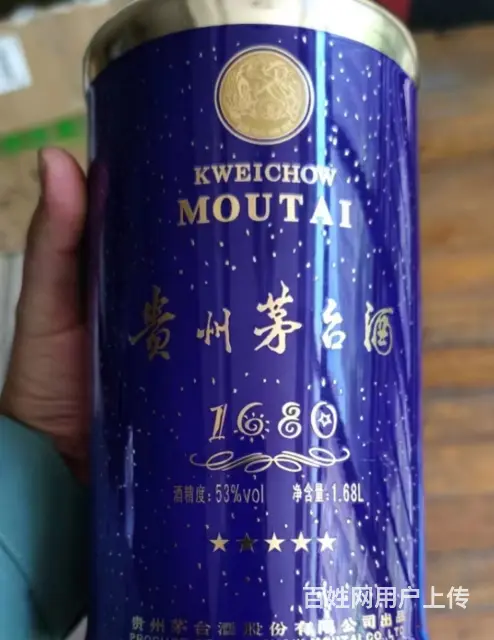 KWEICHOW
MOUTAI
贵州茅台酒
1680
酒精度:53%vol 净含量:1.68L
★★★★★
贵州茅台酒股份有限公司出品
百姓网用户上传